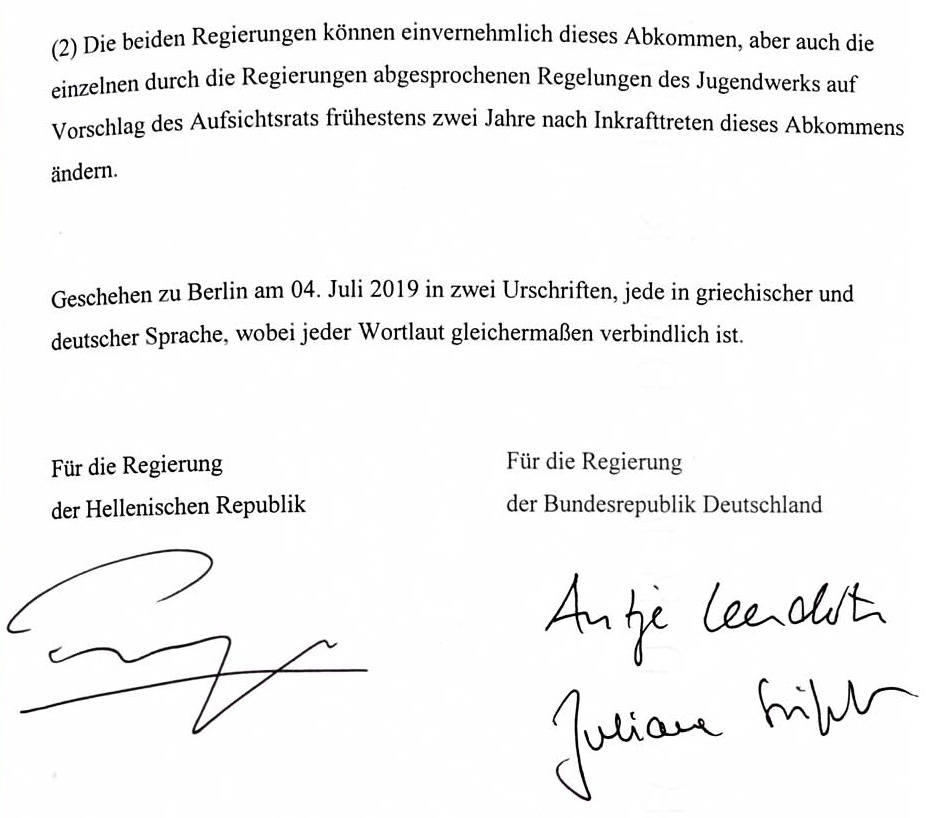 (2) Die beiden Regierungen können einvernehmlich dieses Abkommen, aber auch die
einzelnen durch die Regierungen abgesprochenen Regelungen des Jugendwerks auf
Vorschlag des Aufsichtsrats frühestens zwei Jahre nach Inkrafttreten dieses Abkommens
ändern.
Geschehen zu Berlin am 04. Juli 2019 in zwei Urschriften, jede in griechischer und
deutscher Sprache, wobei jeder Wortlaut gleichermaßen verbindlich ist.
Für die Regierung
der Hellenischen Republik
Für die Regierung
der Bundesrepublik Deutschland
Antje
Juliane